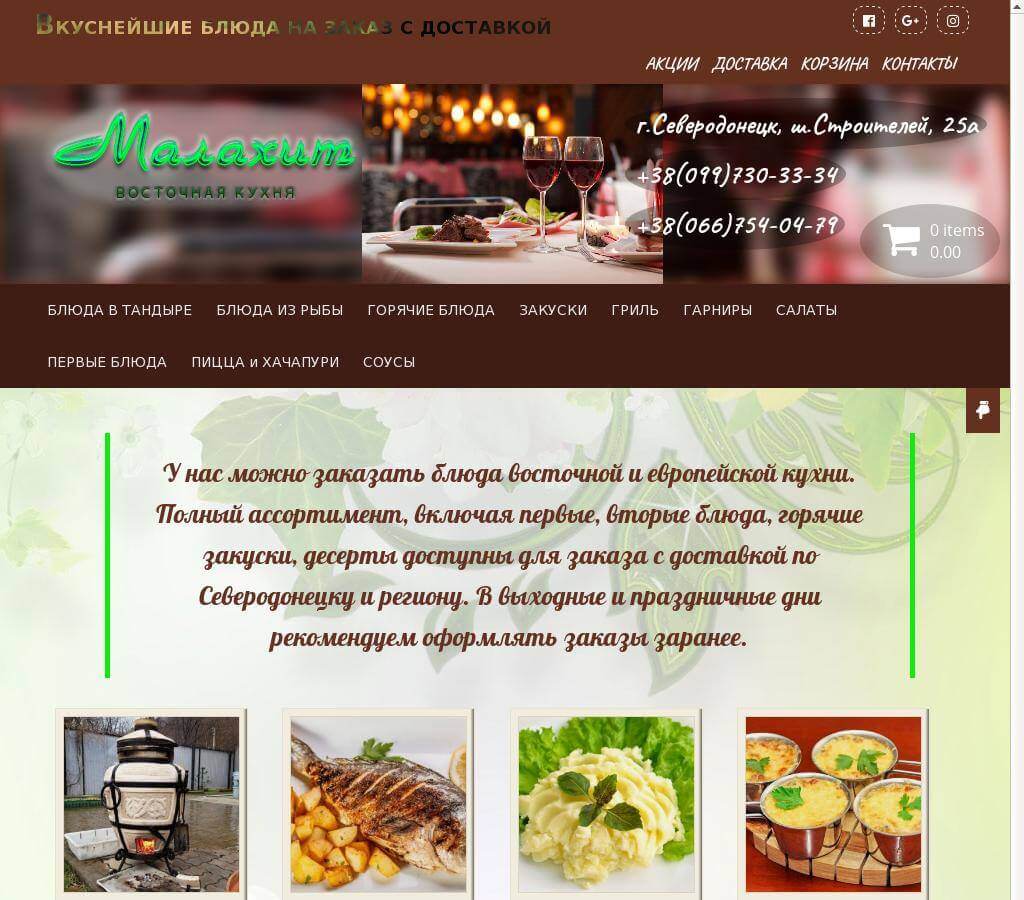 Вкуснейшие блюда на заказ с доставкой
АКЦИИ ДОСТАВКА КОРЗИНА КОНТАКТЫ
Малахит
ВОСТОЧНАЯ КУХНЯ
г.Северодонецк, ш.Строителей, 25а
+38(099)730-33-34
+38(066)754-04-79
0 items
0.00
БЛЮДА В ТАНДЫРЕ БЛЮДА ИЗ РЫБЫ ГОРЯЧИЕ БЛЮДА ЗАКУСКИ ГРИЛЬ ГАРНИРЫ САЛАТЫ
ПЕРВЫЕ БЛЮДА ПИЦЦА и ХАЧАПУРИ СОУСЫ
У нас можно заказать блюда восточной и европейской кухни.
Полный ассортимент, включая первые, вторые блюда, горячие
закуски, десерты доступны для заказа с доставкой по
Северодонецку и региону. В выходные и праздничные дни
рекомендуем оформлять заказы заранее.